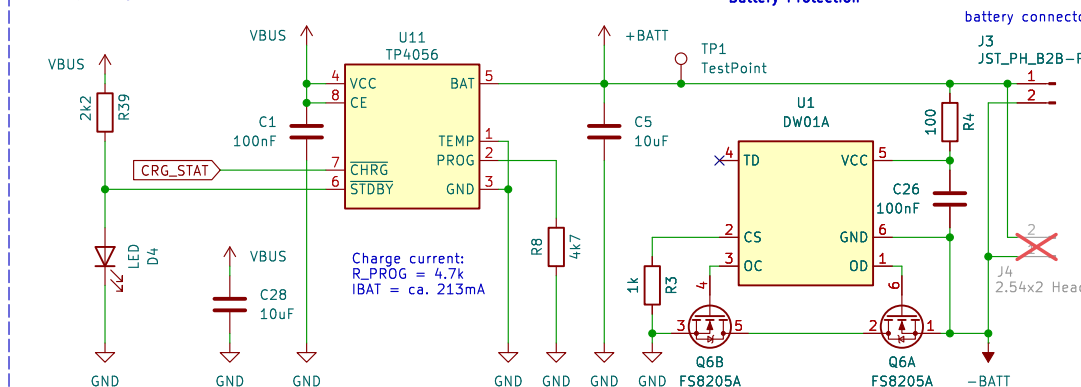 Battery Protection
battery connecto
VBUS
VBUS
+BATT
U11
TP4056
TP1
TestPoint
J3
JST_PH_B2B-P
2k2
R39
C1
100nF
4
VCC
8
CE
BAT
5
TEMP
1
PROG
2
7
CHRG
6
STDBY
GND
3
CRG_STAT
C5
10uF
U1
DW01A
4
TD
VCC
5
2
CS
GND
6
3
OC
OD
1
100
R4
C26
100nF
1
2
2
J4
2.54x2 Head
LED
D4
VBUS
C28
10uF
Charge current:
R_PROG = 4.7k
IBAT = ca. 213mA
R8
4k7
1k
R3
4
6
3
5
2
1
Q6B
FS8205A
Q6A
FS8205A
GND
GND
GND
GND
GND
GND
GND
-BATT